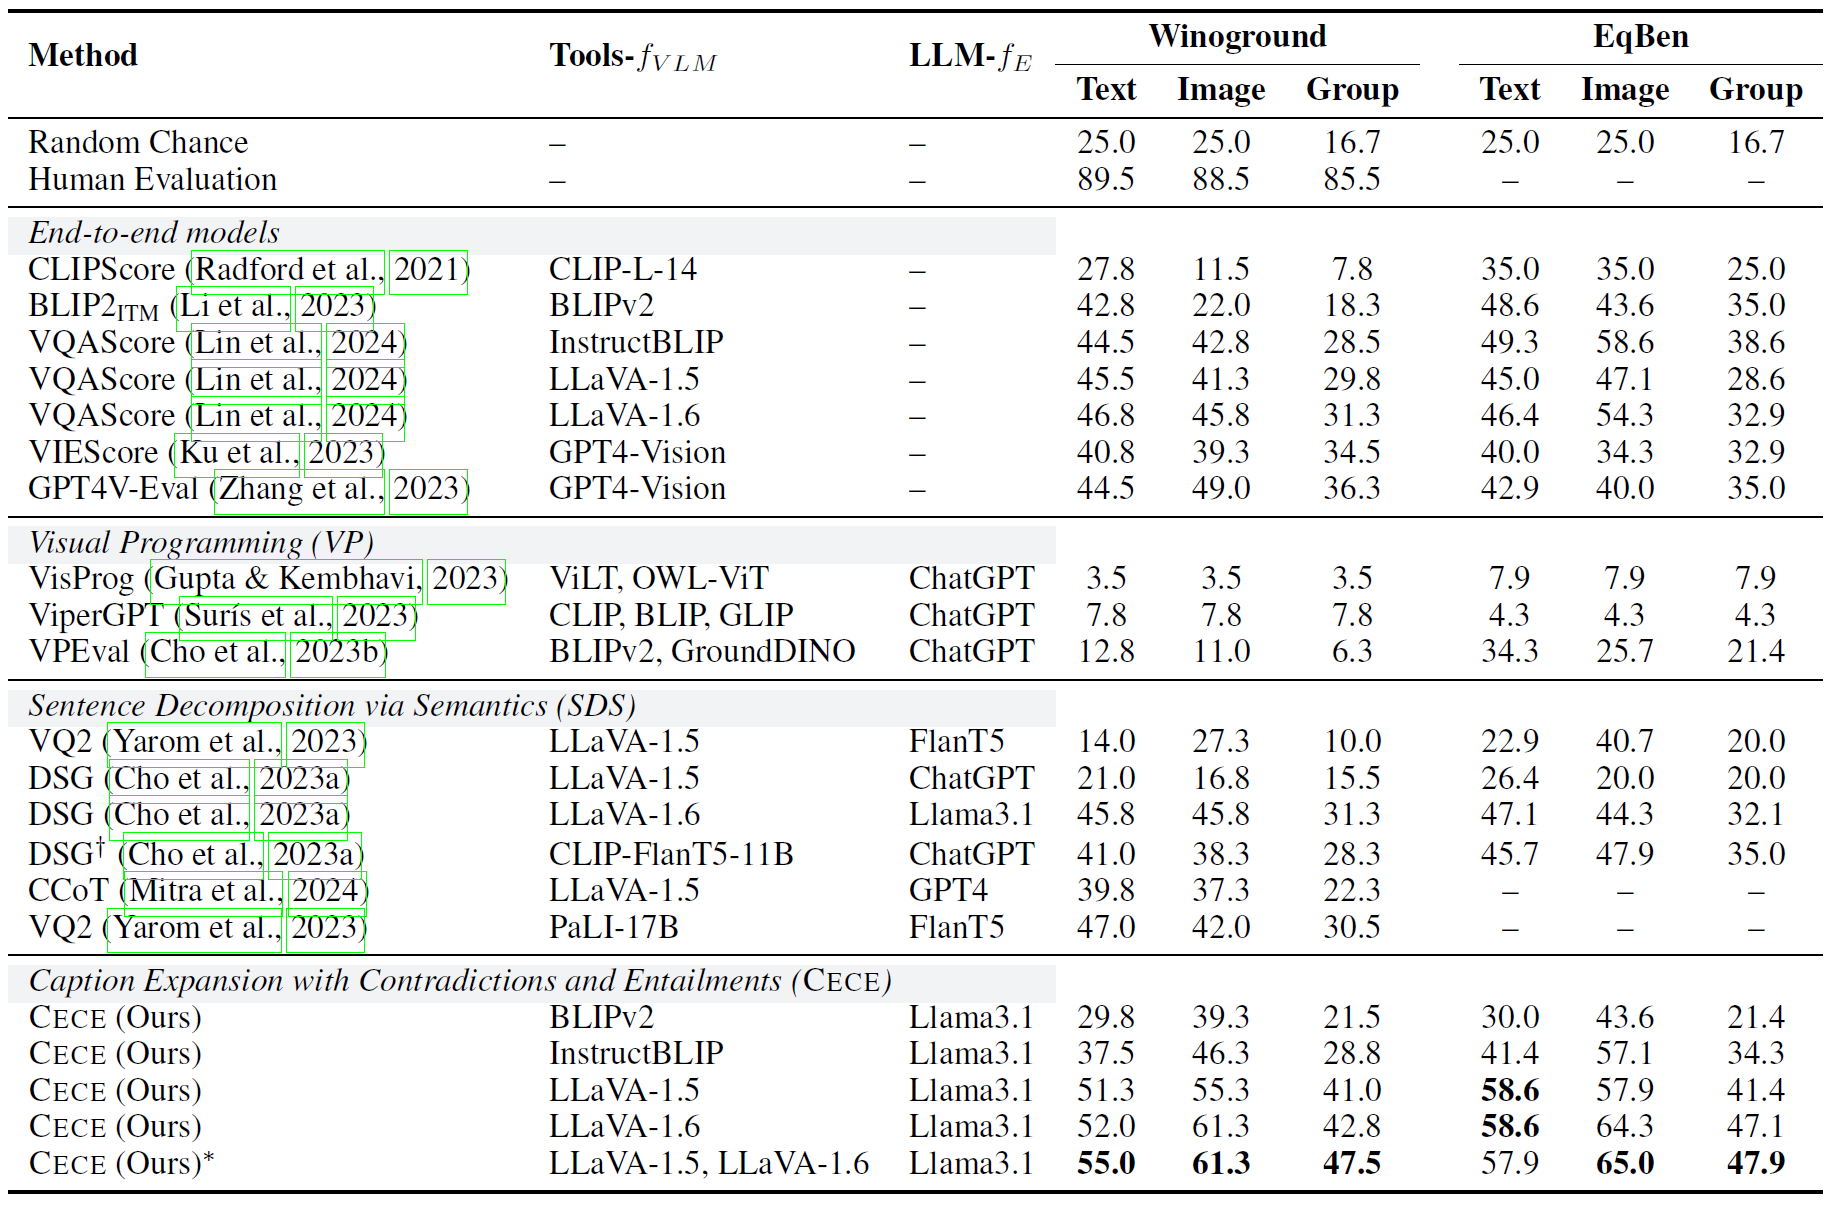 Method Tools-fVLM LLM-fE Winoground EqBen
Text Image Group Text Image Group
Random Chance – – 25.0 25.0 16.7 25.0 25.0 16.7
Human Evaluation – – 89.5 88.5 85.5 – – –
End-to-end models
CLIPScore (Radford et al., 2021) CLIP-L-14 – 27.8 11.5 7.8 35.0 35.0 25.0
BLIP2ITM (Li et al., 2023) BLIPv2 – 42.8 22.0 18.3 48.6 43.6 35.0
VQAScore (Lin et al., 2024) InstructBLIP – 44.5 42.8 28.5 49.3 58.6 38.6
VQAScore (Lin et al., 2024) LLaVA-1.5 – 45.5 41.3 29.8 45.0 47.1 28.6
VQAScore (Lin et al., 2024) LLaVA-1.6 – 46.8 45.8 31.3 46.4 54.3 32.9
VIEScore (Ku et al., 2023) GPT4-Vision – 40.8 39.3 34.5 40.0 34.3 32.9
GPT4V-Eval (Zhang et al., 2023) GPT4-Vision – 44.5 49.0 36.3 42.9 40.0 35.0
Visual Programming (VP)
VisProg (Gupta & Kembhavi, 2023) ViLT, OWL-ViT ChatGPT 3.5 3.5 3.5 7.9 7.9 7.9
ViperGPT (Surís et al., 2023) CLIP, BLIP, GLIP ChatGPT 7.8 7.8 7.8 4.3 4.3 4.3
VPEval (Cho et al., 2023b) BLIPv2, GroundDINO ChatGPT 12.8 11.0 6.3 34.3 25.7 21.4
Sentence Decomposition via Semantics (SDS)
VQ2 (Yarom et al., 2023) LLaVA-1.5 FlanT5 14.0 27.3 10.0 22.9 40.7 20.0
DSG (Cho et al., 2023a) LLaVA-1.5 ChatGPT 21.0 16.8 15.5 26.4 20.0 20.0
DSG (Cho et al., 2023a) LLaVA-1.6 Llama3.1 45.8 45.8 31.3 47.1 44.3 32.1
DSG† (Cho et al., 2023a) CLIP-FlanT5-11B ChatGPT 41.0 38.3 28.3 45.7 47.9 35.0
CCoT (Mitra et al., 2024) LLaVA-1.5 GPT4 39.8 37.3 22.3 – – –
VQ2 (Yarom et al., 2023) PaLI-17B FlanT5 47.0 42.0 30.5 – – –
Caption Expansion with Contradictions and Entailments (CECE)
CECE (Ours) BLIPv2 Llama3.1 29.8 39.3 21.5 30.0 43.6 21.4
CECE (Ours) InstructBLIP Llama3.1 37.5 46.3 28.8 41.4 57.1 34.3
CECE (Ours) LLaVA-1.5 Llama3.1 51.3 55.3 41.0 58.6 57.9 41.4
CECE (Ours) LLaVA-1.6 Llama3.1 52.0 61.3 42.8 58.6 64.3 47.1
CECE (Ours)* LLaVA-1.5, LLaVA-1.6 Llama3.1 55.0 61.3 47.5 57.9 65.0 47.9